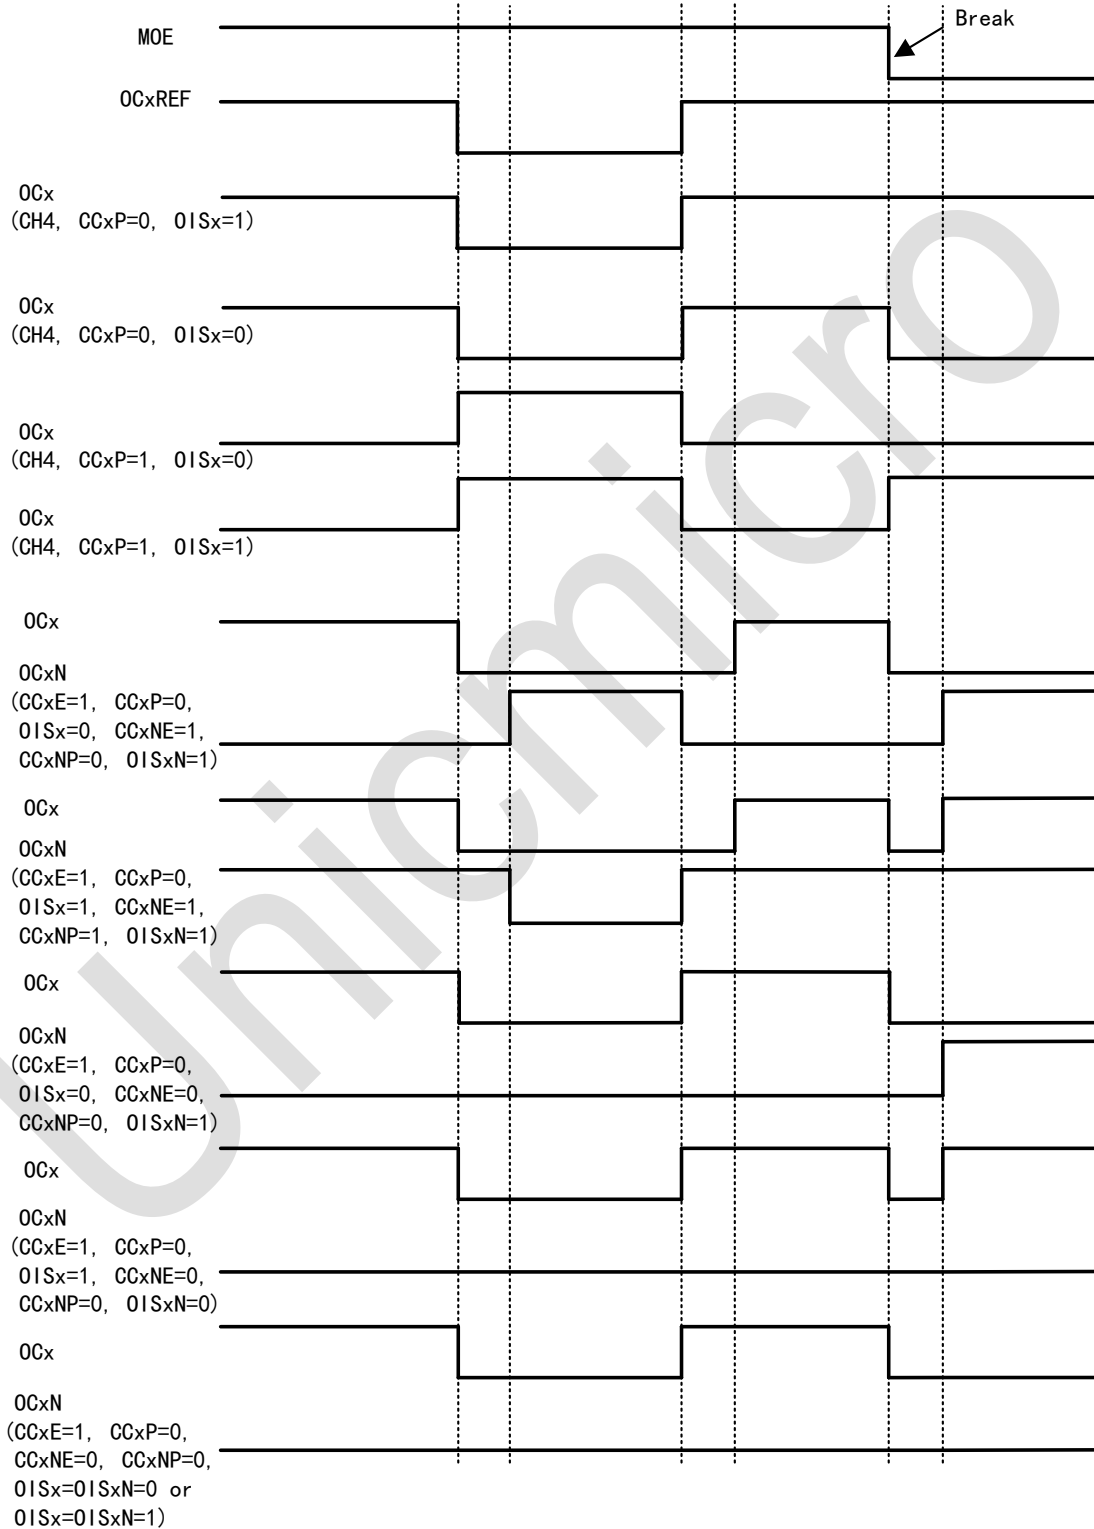 Break
MOE
OCxREF
OCx
(CH4, CCxP=0, OISx=1)
OCx
(CH4, CCxP=0, OISx=0)
OCx
(CH4, CCxP=1, OISx=0)
OCx
(CH4, CCxP=1, OISx=1)
OCx
OCxN
(CCxE=1, CCxP=0,
OISx=0, CCxNE=1,
CCxNP=0, OISxN=1)
OCx
OCxN
(CCxE=1, CCxP=0,
OISx=1, CCxNE=1,
CCxNP=1, OISxN=1)
OCx
OCxN
(CCxE=1, CCxP=0,
OISx=0, CCxNE=0,
CCxNP=0, OISxN=1)
OCx
OCxN
(CCxE=1, CCxP=0,
OISx=1, CCxNE=0,
CCxNP=0, OISxN=0)
OCx
OCxN
(CCxE=1, CCxP=0,
CCxNE=0, CCxNP=0,
OISx=OISxN=0 or
OISx=OISxN=1)
Unicmicro